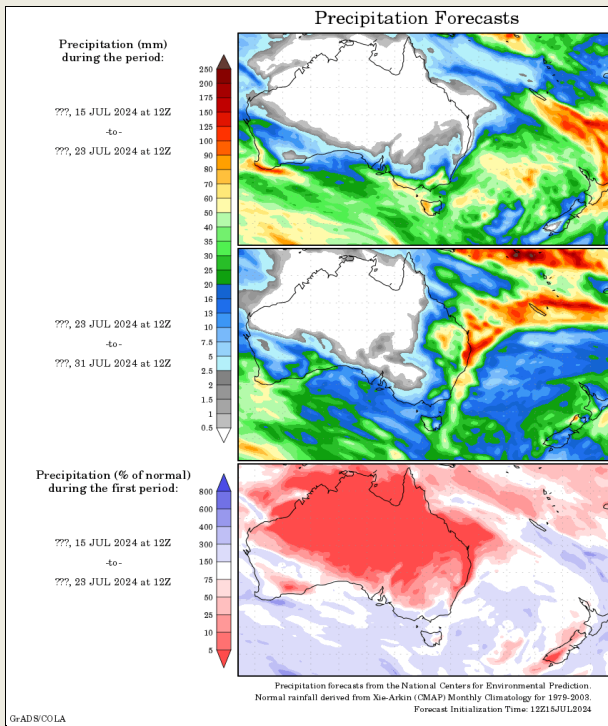 Precipitation Forecasts
Precipitation (mm)
during the period:
???, 15 JUL 2024 at 12Z
-to-
???, 23 JUL 2024 at 12Z
250
200
175
150
125
100
90
80
70
60
50
40
35
30
25
20
16
13
10
7.5
5
2.5
2
1.5
1
0.5
???, 23 JUL 2024 at 12Z
-to-
???, 31 JUL 2024 at 12Z
Precipitation (% of normal)
during the first period:
800
600
400
300
150
75
50
25
10
5
???, 15 JUL 2024 at 12Z
-to-
???, 23 JUL 2024 at 12Z
Precipitation forecasts from the National Centers for Environmental Prediction.
Normal rainfall derived from Xie-Arkin (CMAP) Monthly Climatology for 1979-2003.
Forecast Initialization Time: 12Z15JUL2024
GrADS/COLA